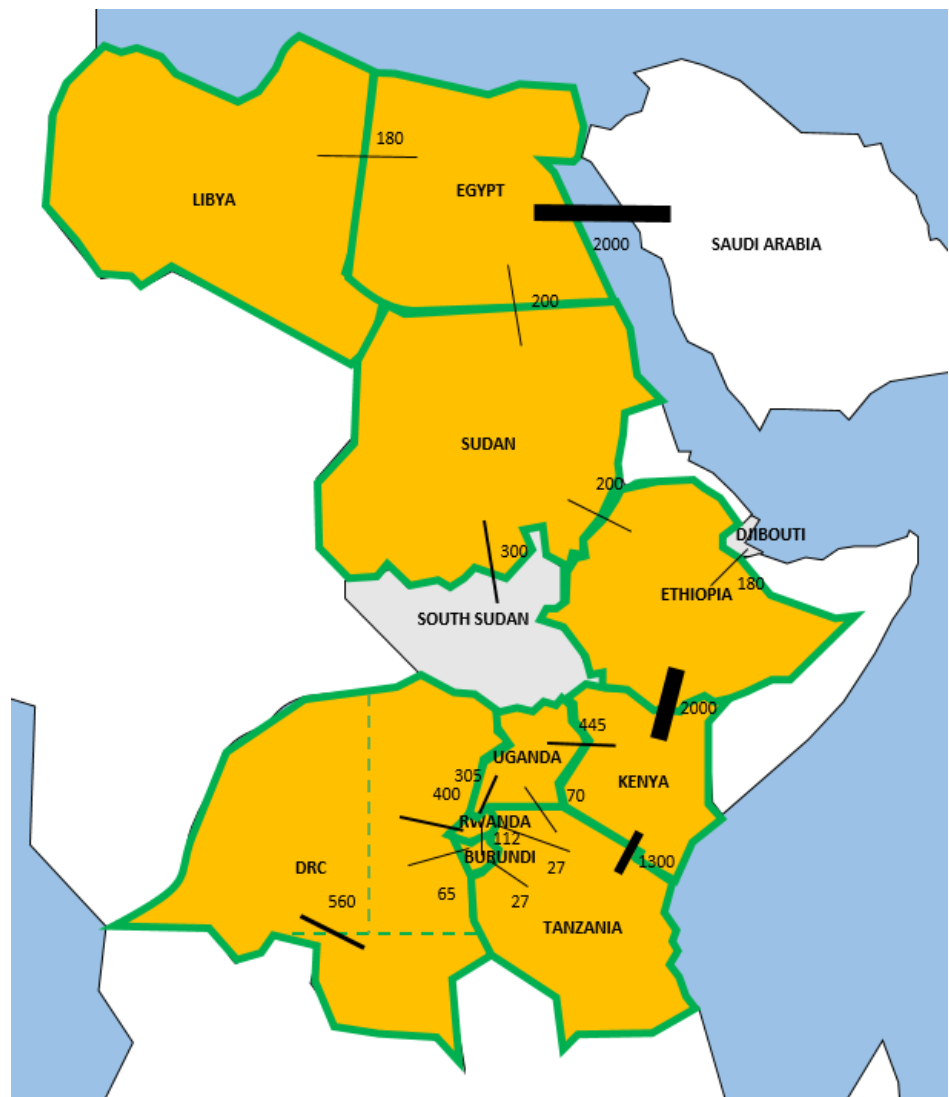 180
LIBYA
EGYPT
2000
SAUDI ARABIA
200
SUDAN
200
300
DJIBOUTI
180
ETHIOPIA
SOUTH SUDAN
2000
445
UGANDA
305
KENYA
400
70
RWANDA
112
BURUNDI
1300
DRC
27
65
560
27
TANZANIA